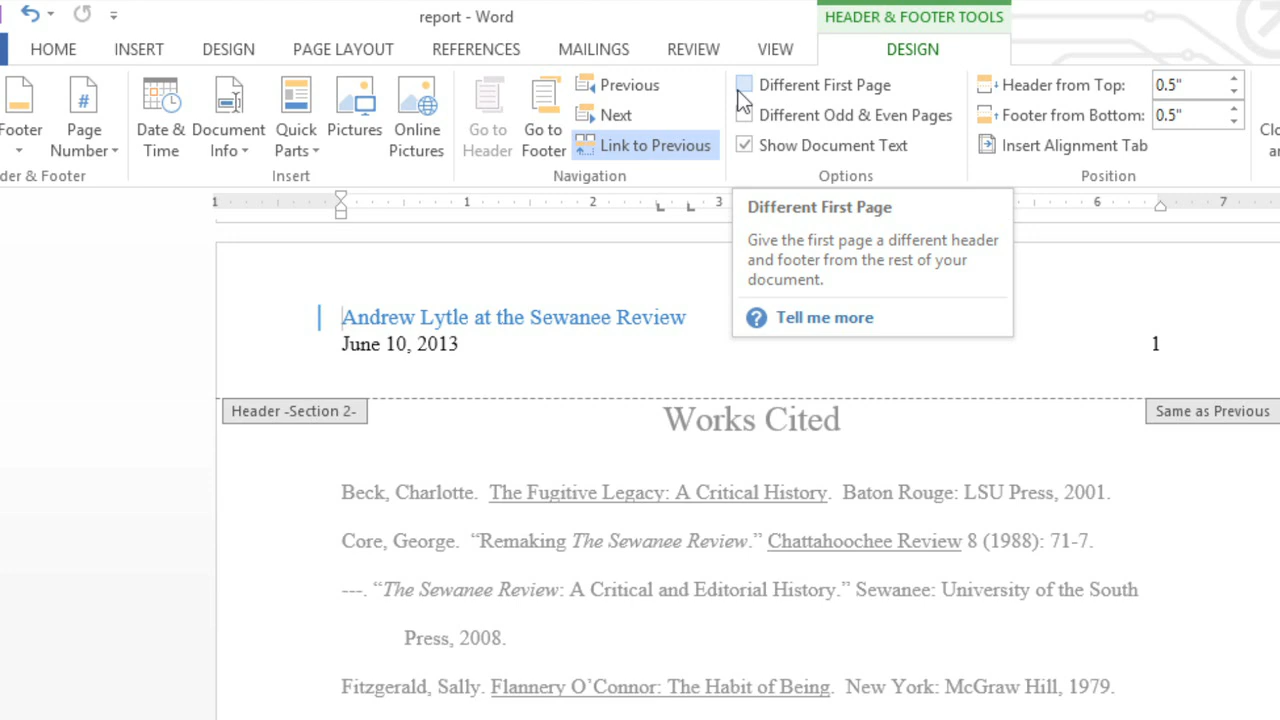 report - Word
HEADER & FOOTER TOOLS
HOME INSERT DESIGN PAGE LAYOUT REFERENCES MAILINGS REVIEW VIEW DESIGN
Footer
Page
Number
Date &
Time
Document
Info
Quick
Parts
Pictures
Online
Pictures
Go to
Header
Go to
Footer
Previous
Next
Link to Previous
Different First Page
Different Odd & Even Pages
Show Document Text
Header from Top: 0.5"
Footer from Bottom: 0.5"
Insert Alignment Tab
Clo
an
der & Footer Insert Navigation Options Position
1 1 2 3 6 7
Different First Page
Give the first page a different header
and footer from the rest of your
document.
? Tell me more
Andrew Lytle at the Sewanee Review
June 10, 2013 1
Header -Section 2- Same as Previous
Works Cited
Beck, Charlotte. The Fugitive Legacy: A Critical History. Baton Rouge: LSU Press, 2001.
Core, George. “Remaking The Sewanee Review.” Chattahoochee Review 8 (1988): 71-7.
---. “The Sewanee Review: A Critical and Editorial History.” Sewanee: University of the South
Press, 2008.
Fitzgerald, Sally. Flannery O’Connor: The Habit of Being. New York: McGraw Hill, 1979.